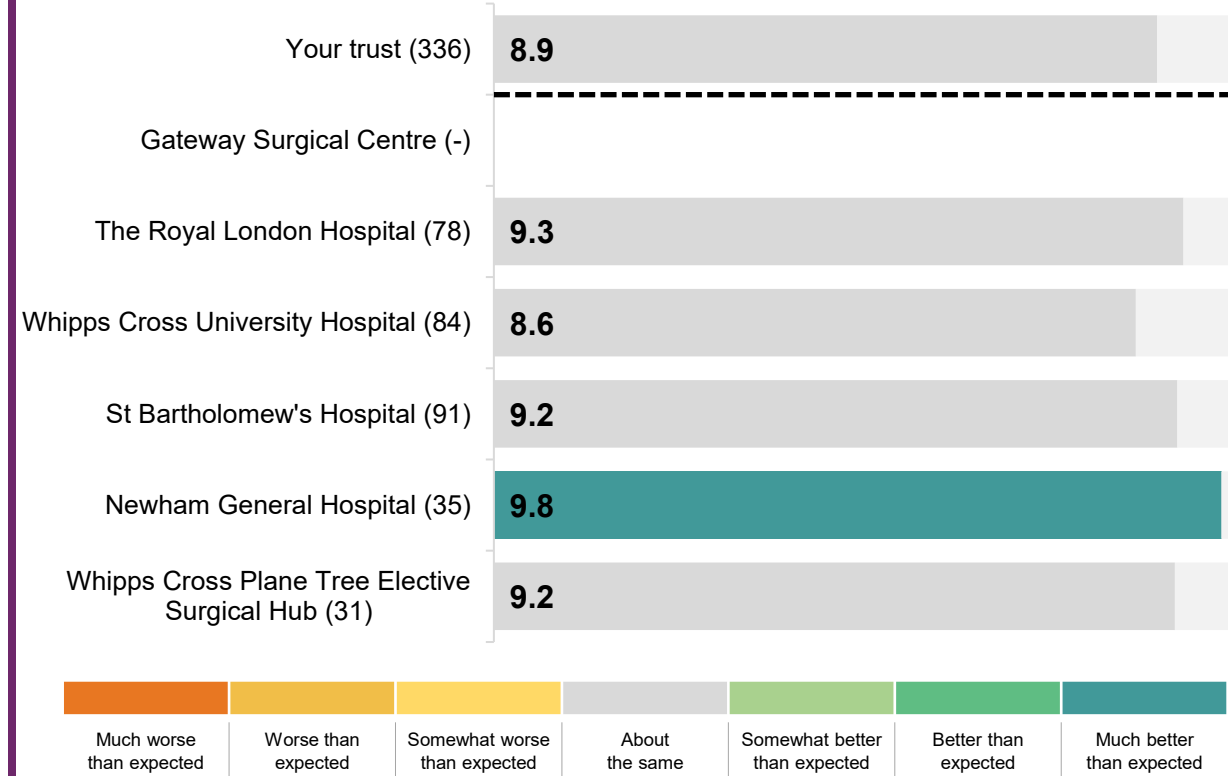 Your trust (336)
8.9
Gateway Surgical Centre (-)
The Royal London Hospital (78)
9.3
Whipps Cross University Hospital (84)
8.6
St Bartholomew's Hospital (91)
9.2
Newham General Hospital (35)
9.8
Whipps Cross Plane Tree Elective
Surgical Hub (31)
9.2
Much worse
than expected
Worse than
expected
Somewhat worse
than expected
About
the same
Somewhat better
than expected
Better than
expected
Much better
than expected